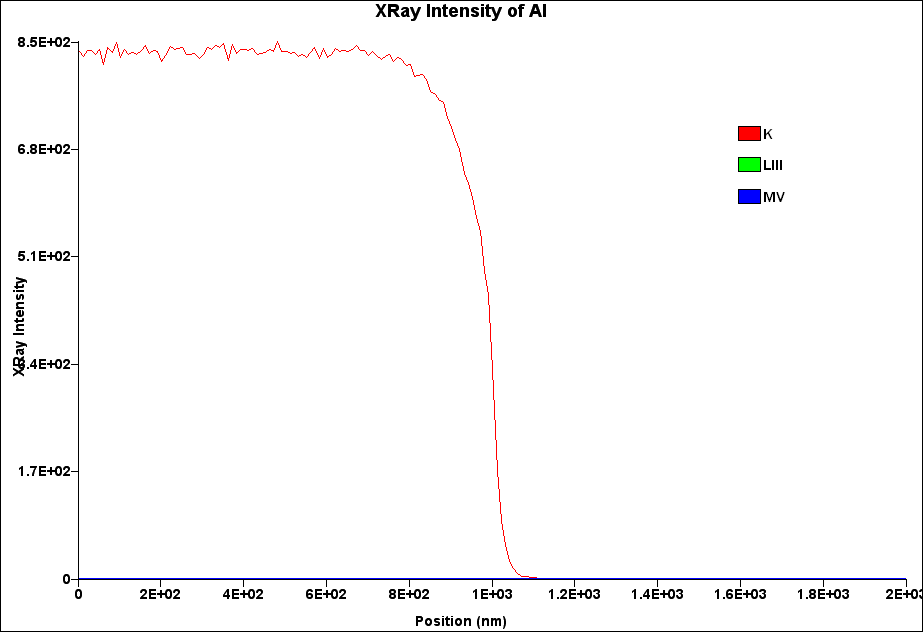 XRay Intensity of Al
8.5E+02
6.8E+02
5.1E+02
3.4E+02
1.7E+02
0
XRay Intensity
K
LIII
MV
0 2E+02 4E+02 6E+02 8E+02 1E+03 1.2E+03 1.4E+03 1.6E+03 1.8E+03 2E+03
Position (nm)